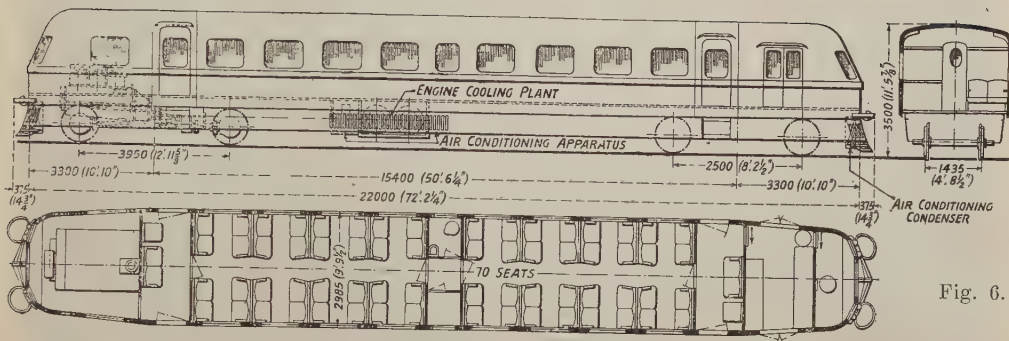 ENGINE COOLING PLANT
AIR CONDITIONING APPARATUS
3950 (12'.11⅝")
2500 (8'.2½")
3300 (10'.10")
15400 (50'.6¼")
3300 (10'.10")
375
(14¾")
22000 (72'.2¼")
375
(14¾")
3500 (11'.5⅞")
1435
(4'.8½")
AIR CONDITIONING
CONDENSER
2985 (9'.9½")
70 SEATS
Fig. 6.